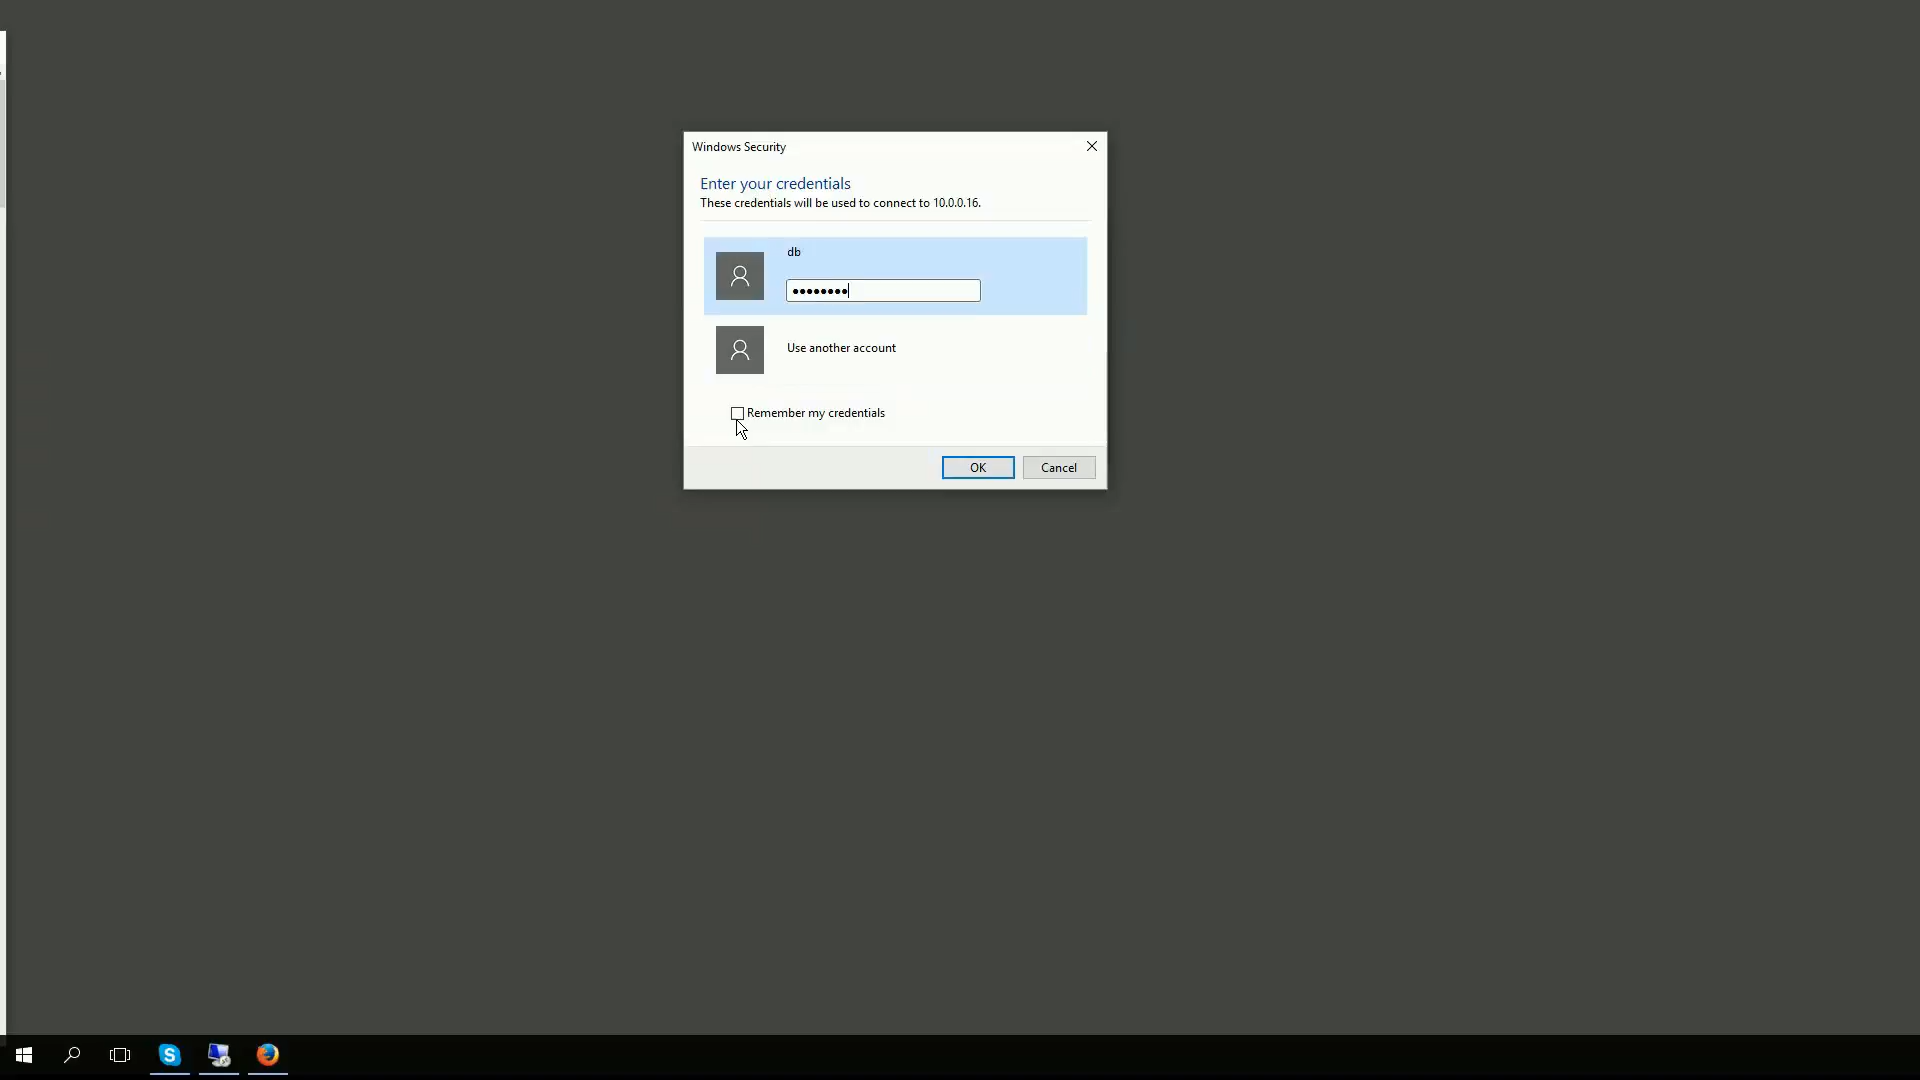 Windows Security
Enter your credentials
These credentials will be used to connect to 10.0.0.16.
db
••••••••
Use another account
Remember my credentials
OK
Cancel